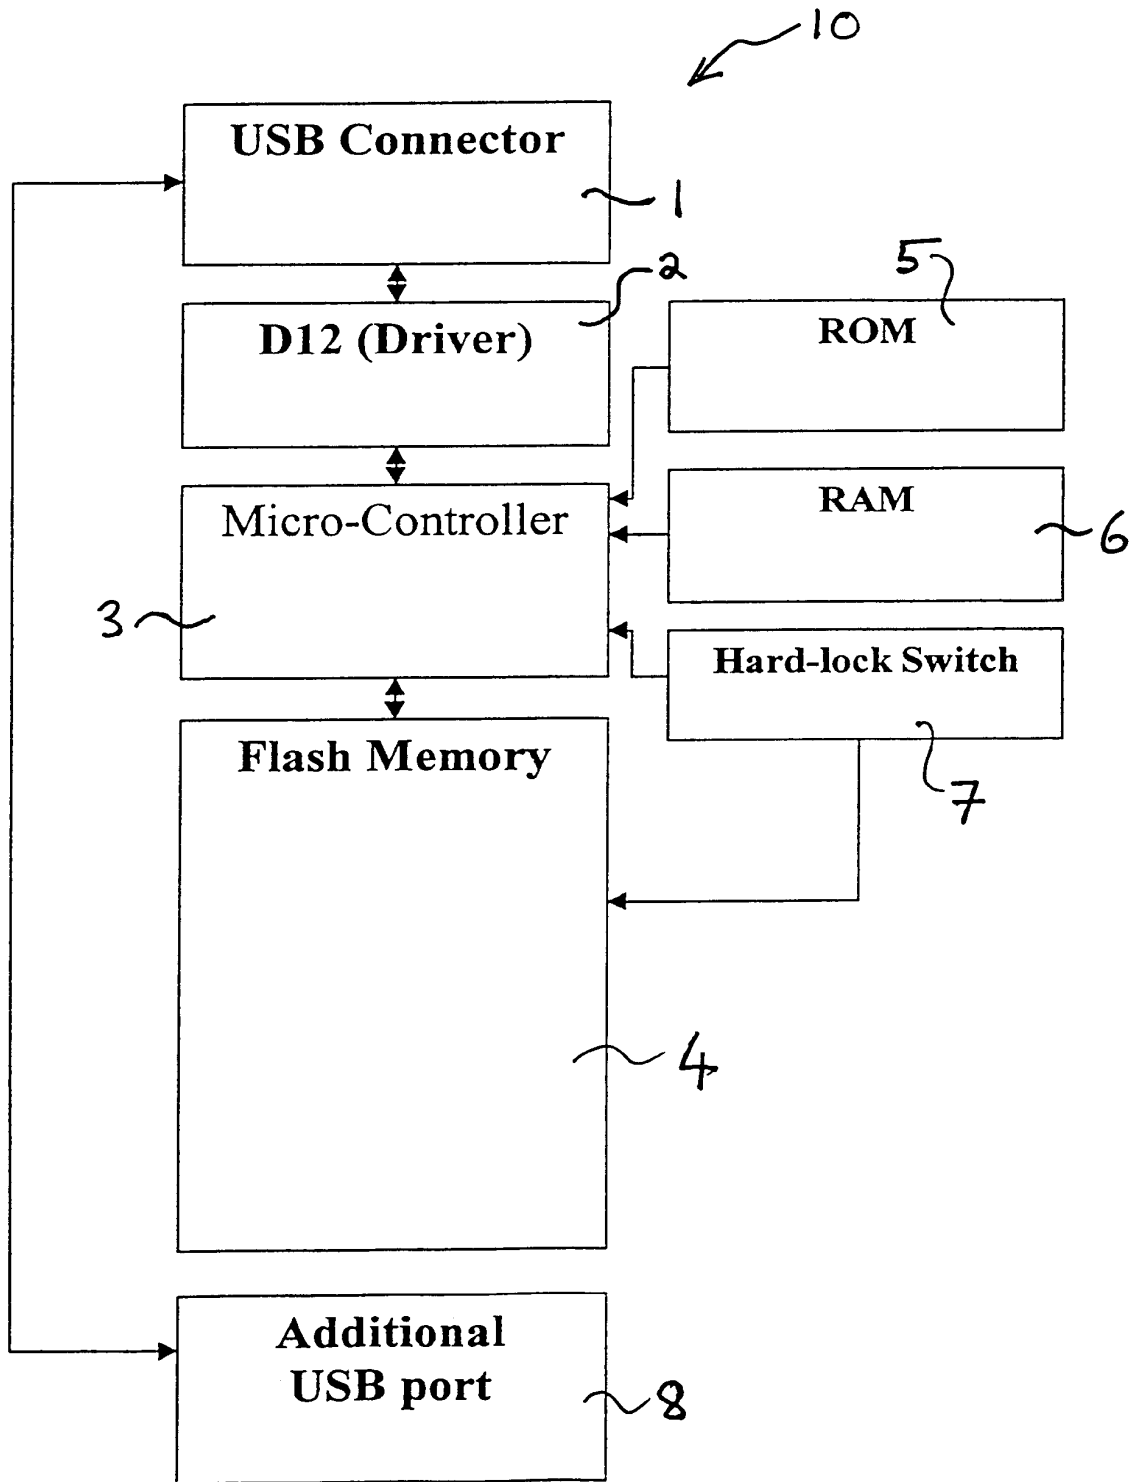 10
USB Connector
1
2
D12 (Driver)
5
ROM
Micro-Controller
3
RAM
6
Hard-lock Switch
7
Flash Memory
4
Additional
USB port
8